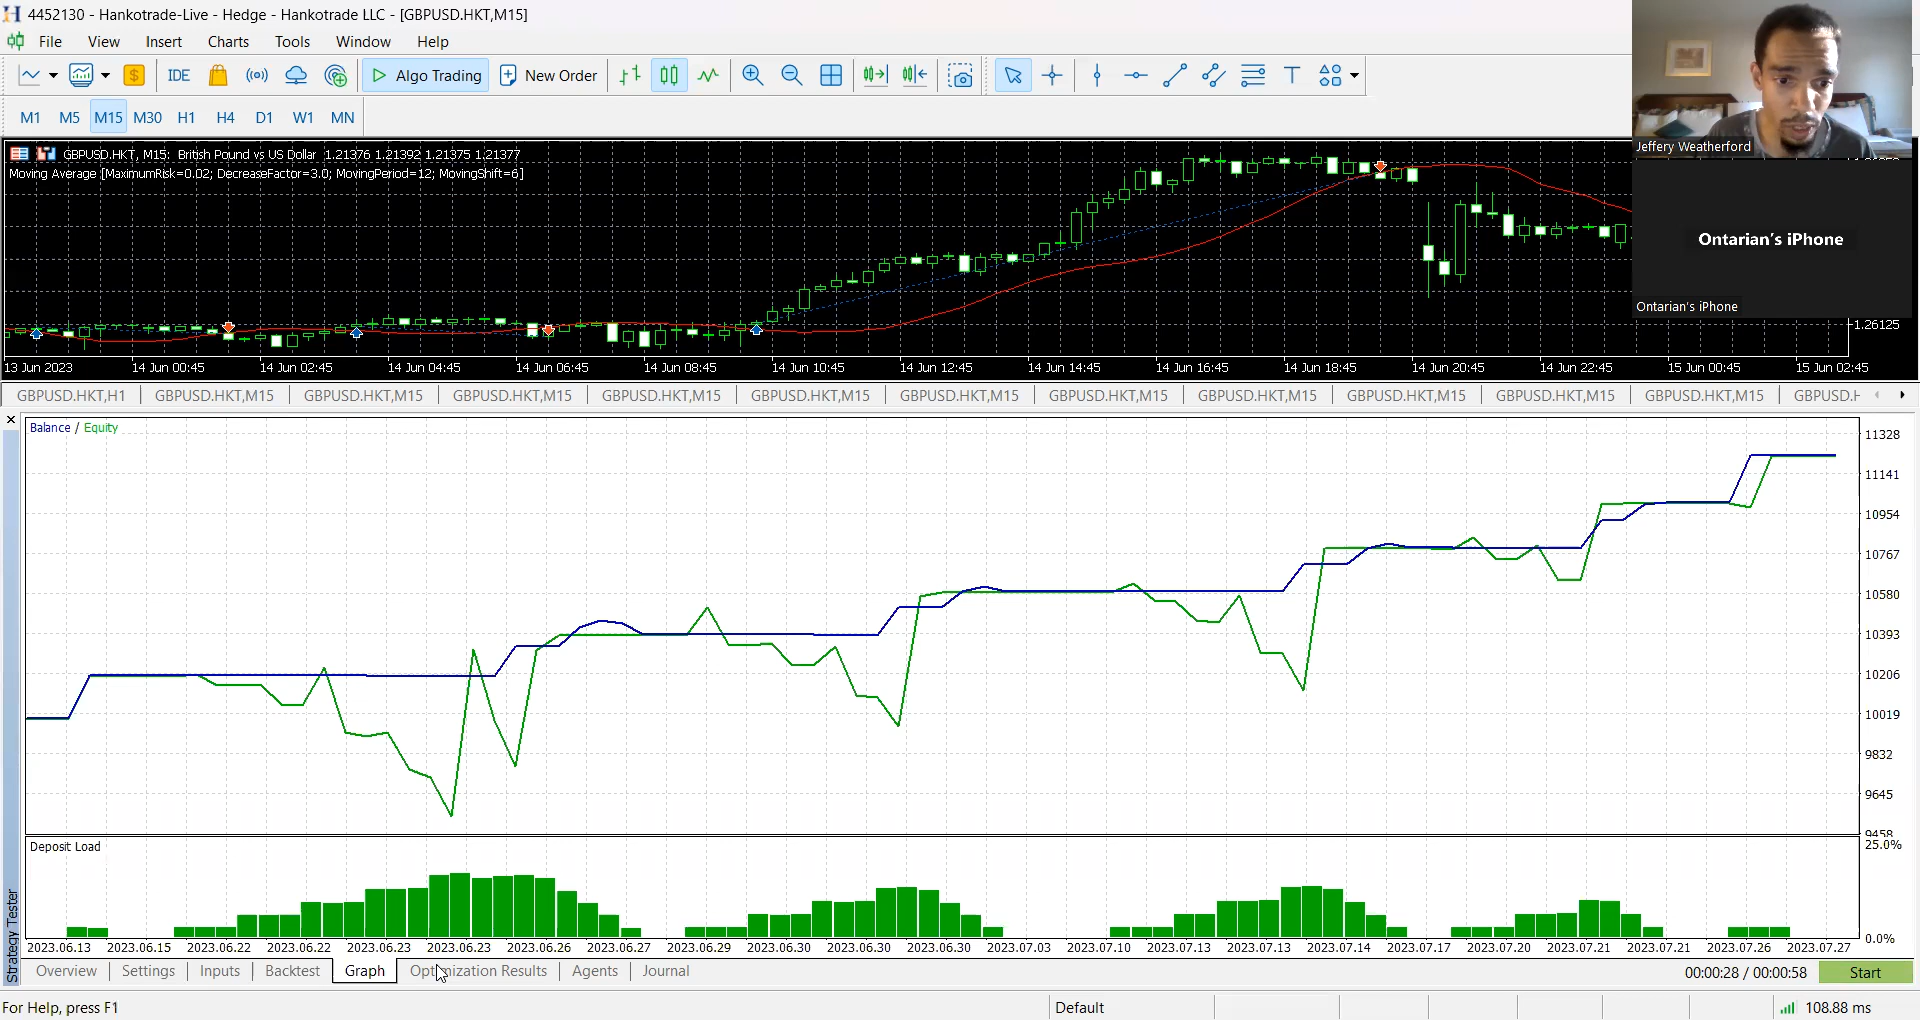 4452130 - Hankotrade-Live - Hedge - Hankotrade LLC - [GBPUSD.HKT,M15]
File View Insert Charts Tools Window Help
IDE Algo Trading New Order
M1 M5 M15 M30 H1 H4 D1 W1 MN
Jeffery Weatherford
GBPUSD.HKT, M15: British Pound vs US Dollar 1.21376 1.21392 1.21375 1.21377
Moving Average [MaximumRisk=0.02; DecreaseFactor=3.0; MovingPeriod=12; MovingShift=6]
Ontarian's iPhone
Ontarian's iPhone
1.26125
13 Jun 2023 14 Jun 00:45 14 Jun 02:45 14 Jun 04:45 14 Jun 06:45 14 Jun 08:45 14 Jun 10:45 14 Jun 12:45 14 Jun 14:45 14 Jun 16:45 14 Jun 18:45 14 Jun 20:45 14 Jun 22:45 15 Jun 00:45 15 Jun 02:45
GBPUSD.HKT,H1 GBPUSD.HKT,M15 GBPUSD.HKT,M15 GBPUSD.HKT,M15 GBPUSD.HKT,M15 GBPUSD.HKT,M15 GBPUSD.HKT,M15 GBPUSD.HKT,M15 GBPUSD.HKT,M15 GBPUSD.HKT,M15 GBPUSD.HKT,M15 GBPUSD.HKT,M15 GBPUSD.H
Balance / Equity
11328
11141
10954
10767
10580
10393
10206
10019
9832
9645
9458
Deposit Load
25.0%
0.0%
2023.06.13 2023.06.15 2023.06.22 2023.06.22 2023.06.23 2023.06.23 2023.06.26 2023.06.27 2023.06.29 2023.06.30 2023.06.30 2023.06.30 2023.07.03 2023.07.10 2023.07.13 2023.07.13 2023.07.14 2023.07.17 2023.07.20 2023.07.21 2023.07.21 2023.07.26 2023.07.27
Strategy Tester
Overview Settings Inputs Backtest Graph Optimization Results Agents Journal 00:00:28 / 00:00:58 Start
For Help, press F1 Default 108.88 ms